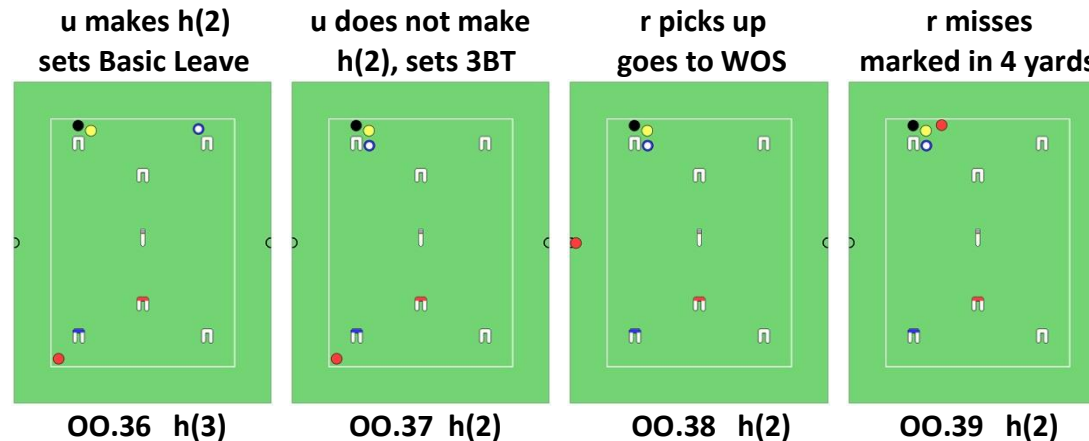 u makes h(2)
sets Basic Leave
u does not make
h(2), sets 3BT
r picks up
goes to WOS
r misses
marked in 4 yards
OO.36 h(3)
OO.37 h(2)
OO.38 h(2)
OO.39 h(2)